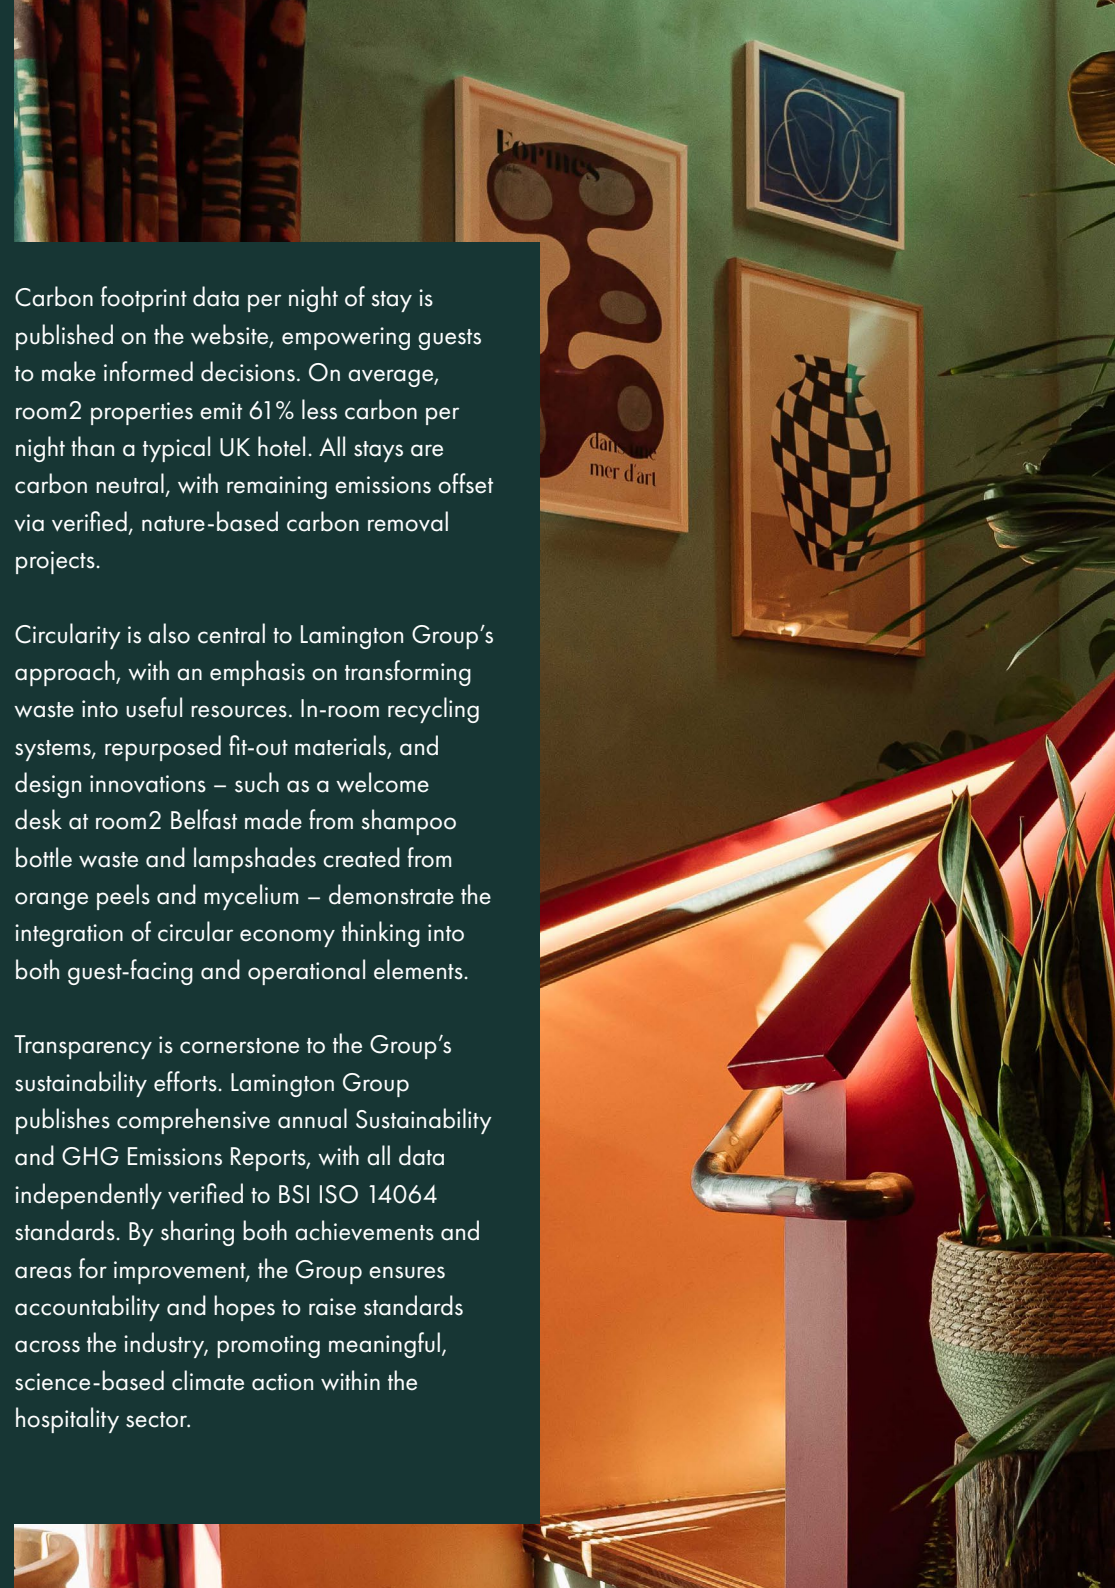 Formes
Carbon footprint data per night of stay is
published on the website, empowering guests
to make informed decisions. On average,
room2 properties emit 61% less carbon per
night than a typical UK hotel. All stays are
carbon neutral, with remaining emissions offset
via verified, nature-based carbon removal
projects.
Circularity is also central to Lamington Group's
approach, with an emphasis on transforming
waste into useful resources. In-room recycling
systems, repurposed fit-out materials, and
design innovations – such as a welcome
desk at room2 Belfast made from shampoo
bottle waste and lampshades created from
orange peels and mycelium – demonstrate the
integration of circular economy thinking into
both guest-facing and operational elements.
Transparency is cornerstone to the Group's
sustainability efforts. Lamington Group
publishes comprehensive annual Sustainability
and GHG Emissions Reports, with all data
independently verified to BSI ISO 14064
standards. By sharing both achievements and
areas for improvement, the Group ensures
accountability and hopes to raise standards
across the industry, promoting meaningful,
science-based climate action within the
hospitality sector.
dans une
mer d'art